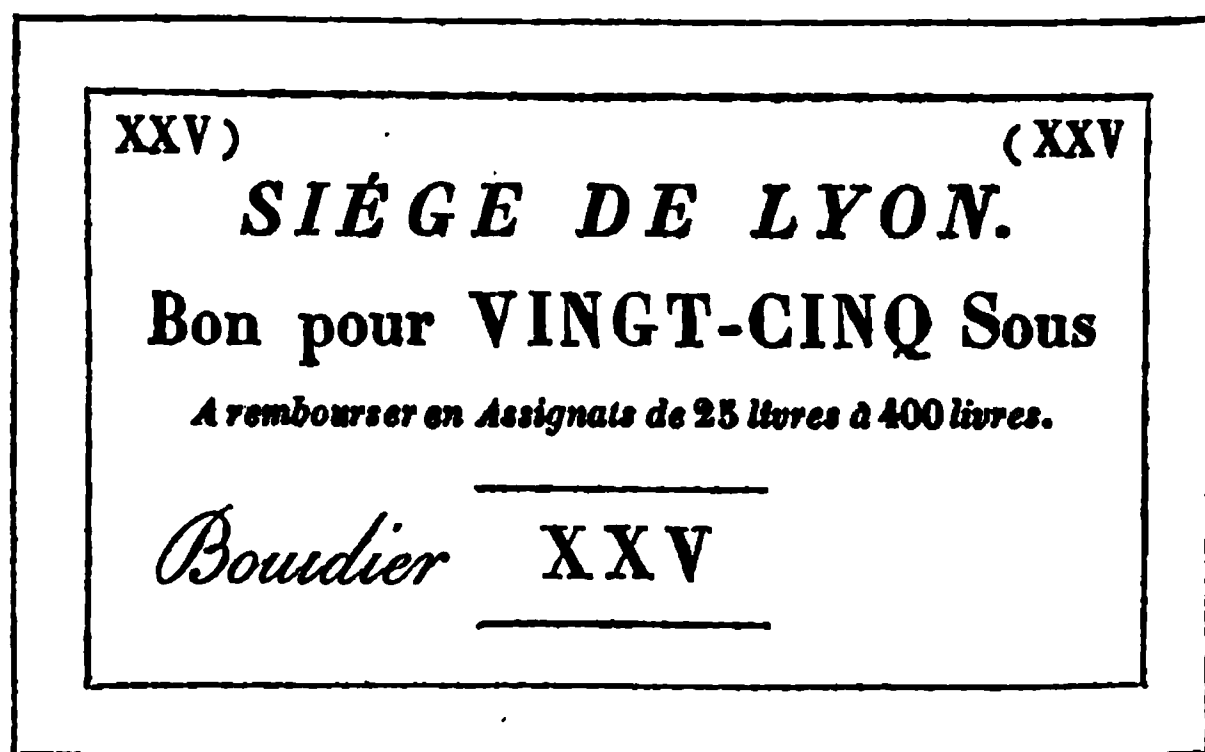 XXV) (XXV
SIÉGE DE LYON.
Bon pour VINGT-CINQ Sous
A rembourser en Assignats de 25 livres à 400 livres.
Bourdier XXV